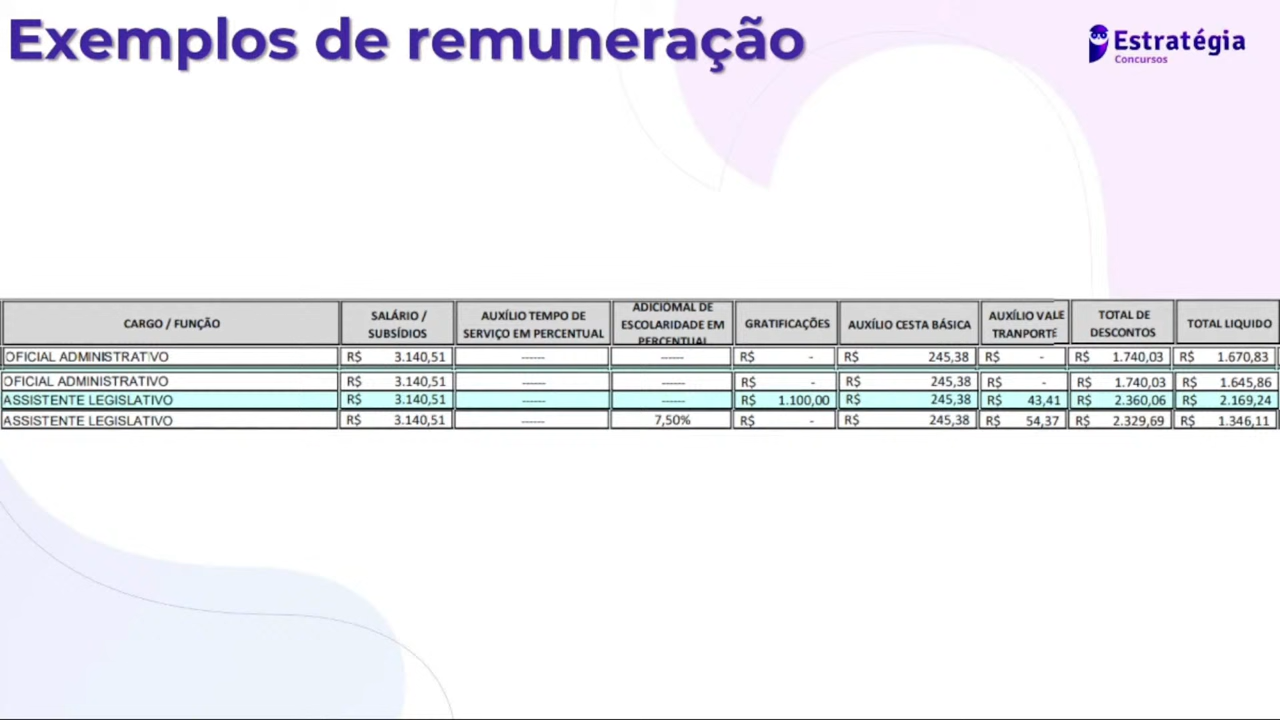 Exemplos de remuneração
Estratégia
Concursos
CARGO / FUNÇÃO SALÁRIO / SUBSÍDIOS AUXÍLIO TEMPO DE SERVIÇO EM PERCENTUAL ADICIOMAL DE ESCOLARIDADE EM PERCENTUAL GRATIFICAÇÕES AUXÍLIO CESTA BÁSICA AUXÍLIO VALE TRANPORTE TOTAL DE DESCONTOS TOTAL LIQUIDO
OFICIAL ADMINISTRATIVO R$ 3.140,51 ------ ------ R$ - R$ 245,38 R$ - R$ 1.740,03 R$ 1.670,83
OFICIAL ADMINISTRATIVO R$ 3.140,51 ------ ------ R$ - R$ 245,38 R$ - R$ 1.740,03 R$ 1.645,86
ASSISTENTE LEGISLATIVO R$ 3.140,51 ------ ------ R$ 1.100,00 R$ 245,38 R$ 43,41 R$ 2.360,06 R$ 2.169,24
ASSISTENTE LEGISLATIVO R$ 3.140,51 ------ 7,50% R$ - R$ 245,38 R$ 54,37 R$ 2.329,69 R$ 1.346,11